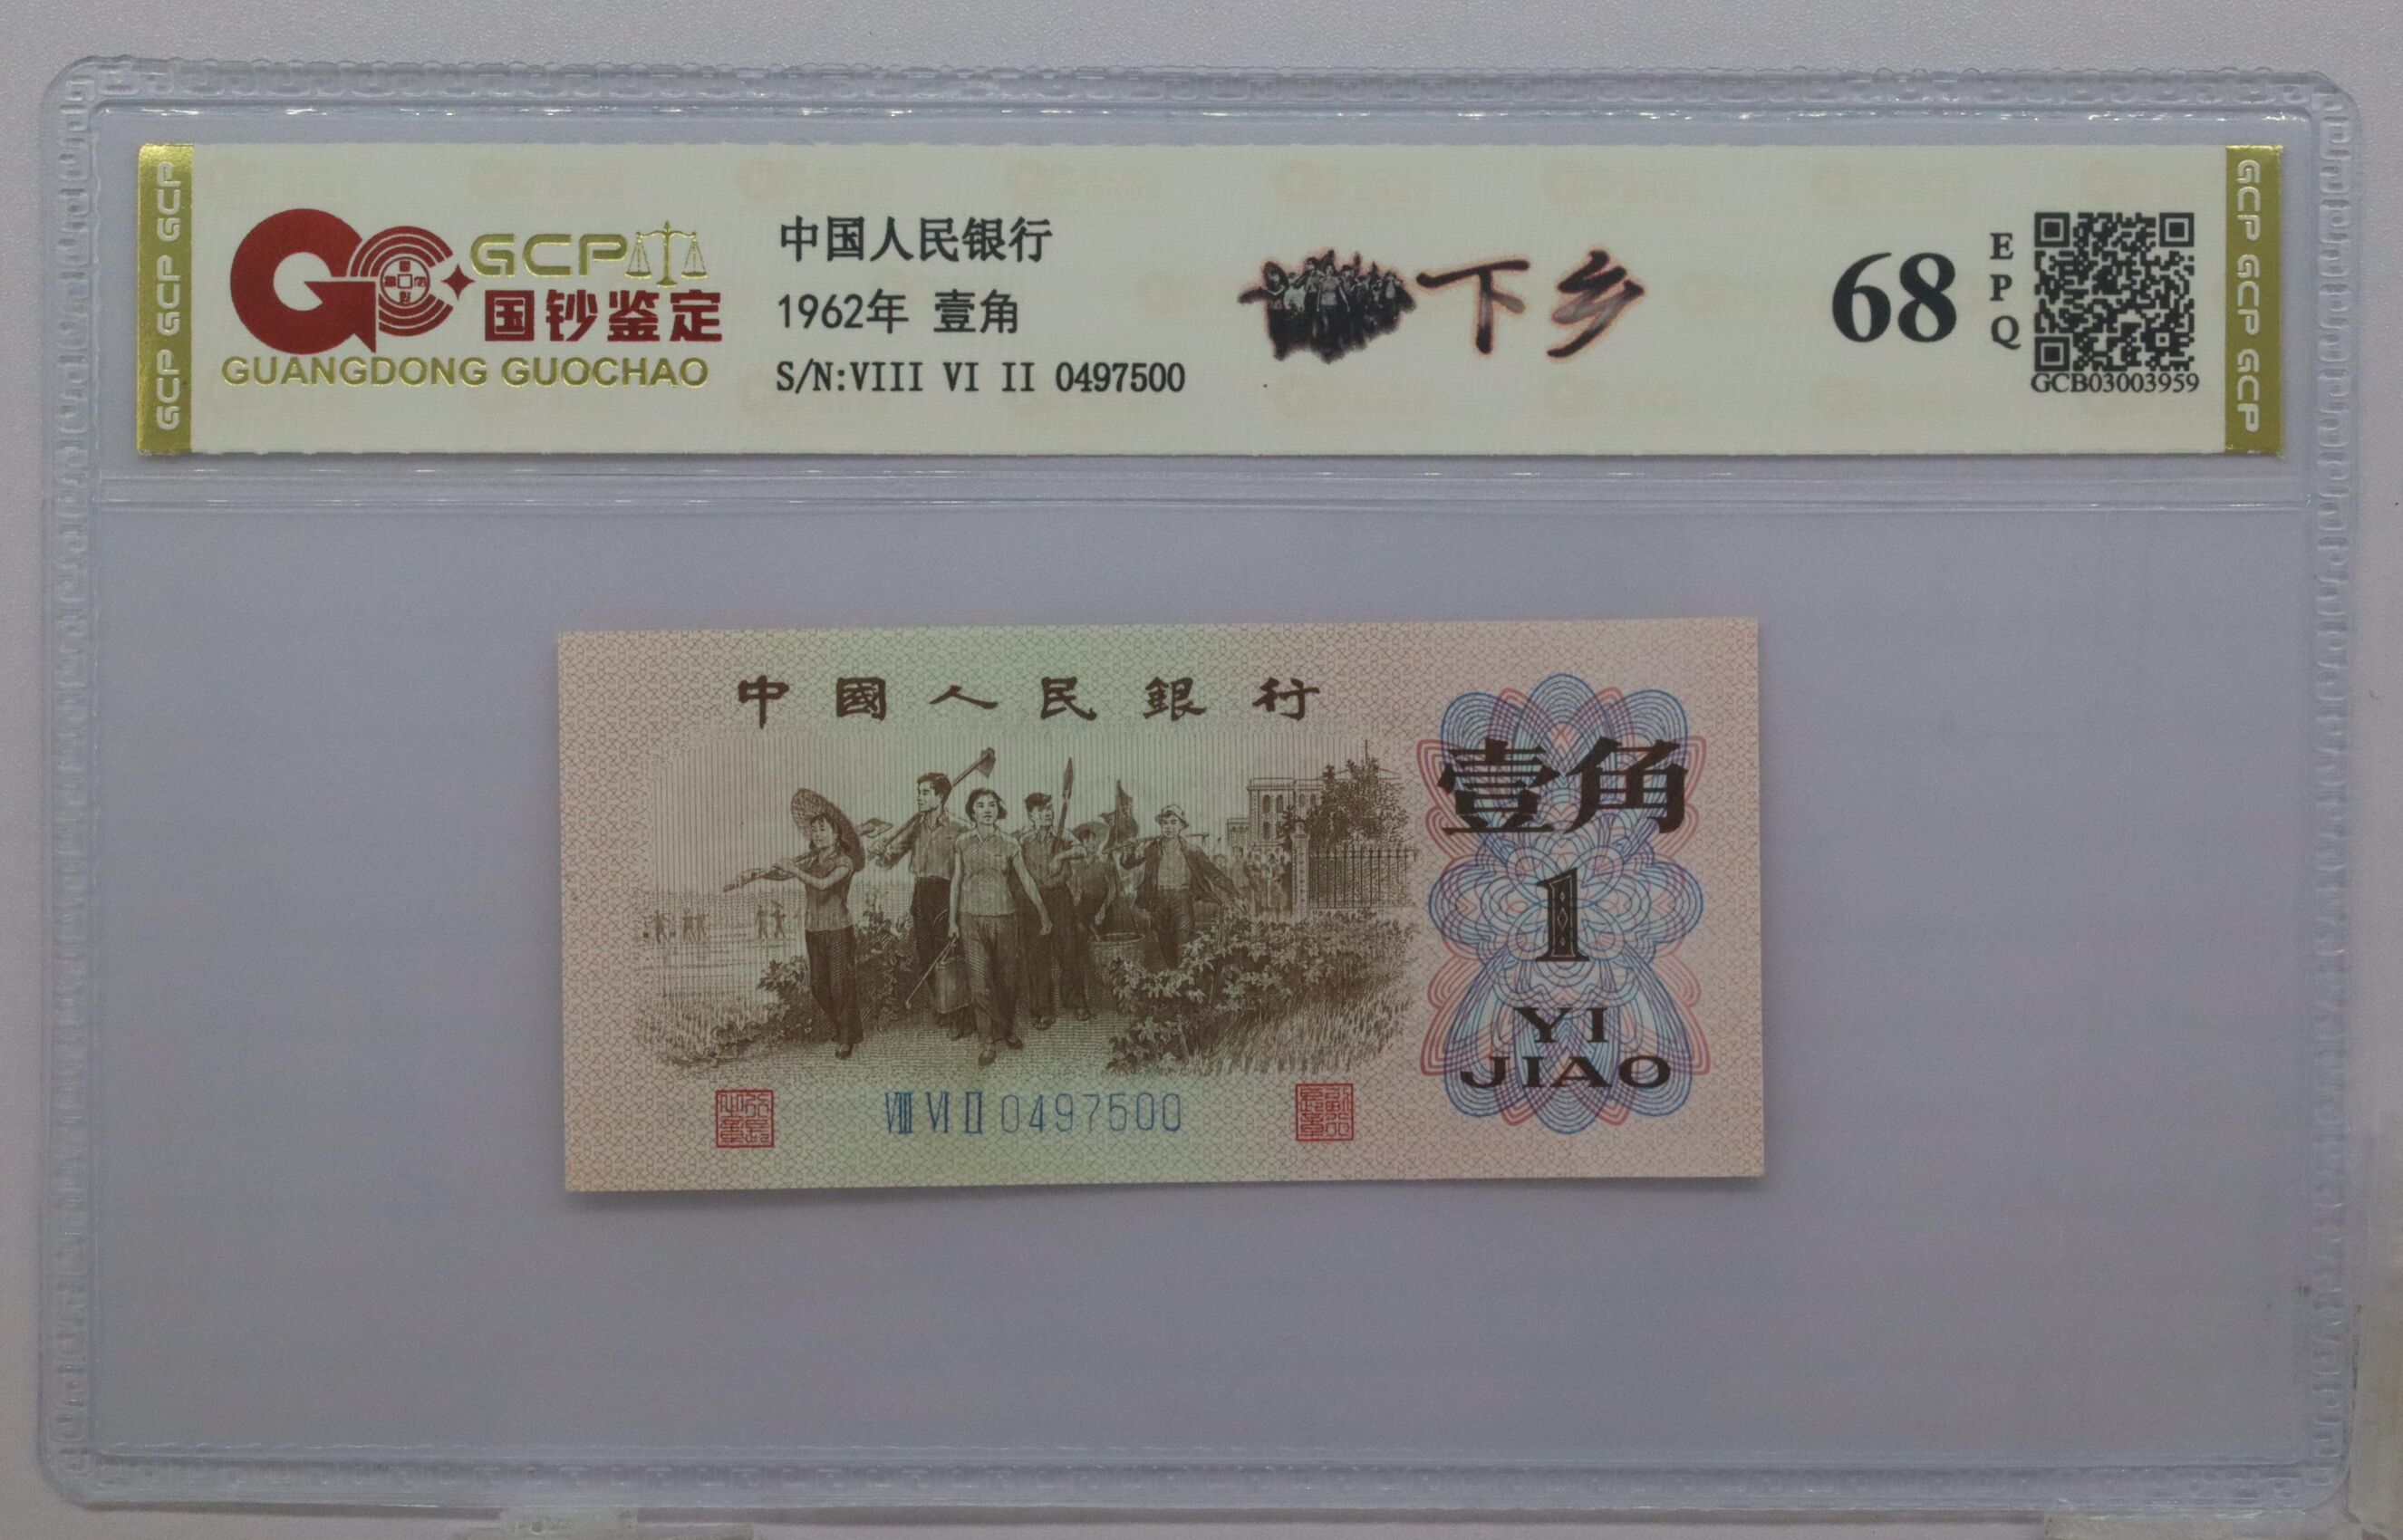 GCP GCP GCP
GCP
国钞鉴定
GUANGDONG GUOCHAO
中国人民银行
1962年 壹角
S/N:VIII VI II 0497500
下乡
68
EPQ
GCB03003959
GCP GCP GCP
中國人民銀行
壹角
1
YI
JIAO
VIII VI II 0497500